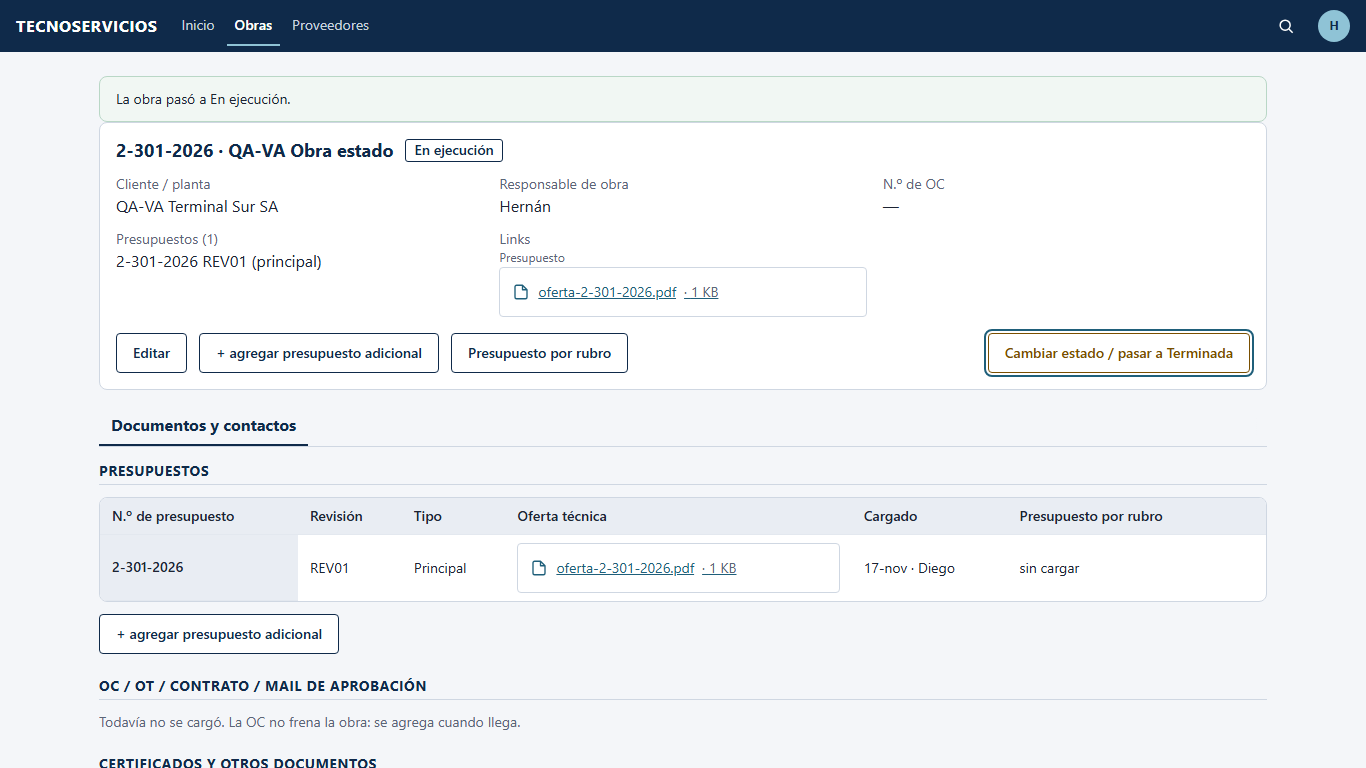 TECNOSERVICIOS Inicio Obras Proveedores H
La obra pasó a En ejecución.
2-301-2026 · QA-VA Obra estado En ejecución
Cliente / planta Responsable de obra N.º de OC
QA-VA Terminal Sur SA Hernán —
Presupuestos (1) Links
2-301-2026 REV01 (principal) Presupuesto
oferta-2-301-2026.pdf · 1 KB
Editar + agregar presupuesto adicional Presupuesto por rubro Cambiar estado / pasar a Terminada
Documentos y contactos
PRESUPUESTOS
N.º de presupuesto Revisión Tipo Oferta técnica Cargado Presupuesto por rubro
2-301-2026 REV01 Principal oferta-2-301-2026.pdf · 1 KB 17-nov · Diego sin cargar
+ agregar presupuesto adicional
OC / OT / CONTRATO / MAIL DE APROBACIÓN
Todavía no se cargó. La OC no frena la obra: se agrega cuando llega.
CERTIFICADOS Y OTROS DOCUMENTOS